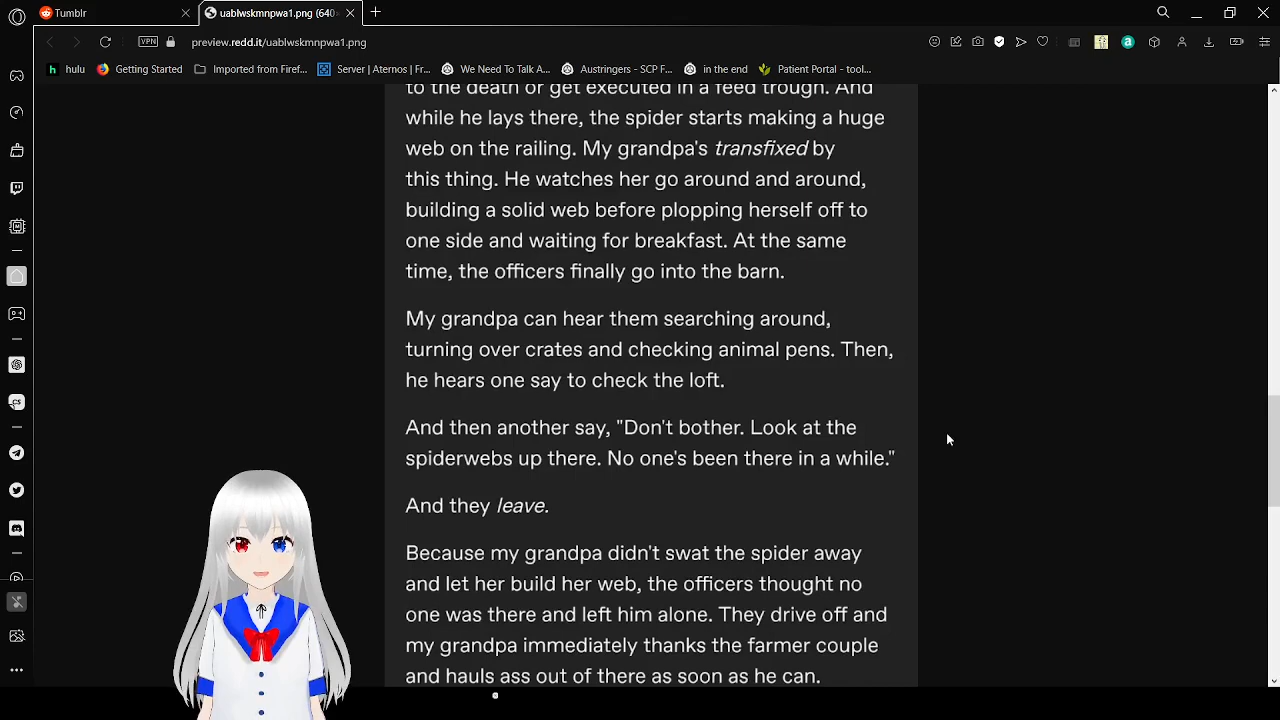 Tumblr
uablwskmnpwa1.png (640
VPN
preview.redd.it/uablwskmnpwa1.png
a
h hulu
Getting Started
Imported from Firef...
Server | Aternos | Fr...
We Need To Talk A...
Austringers - SCP F...
in the end
Patient Portal - tool...
to the death or get executed in a feed trough. And
while he lays there, the spider starts making a huge
web on the railing. My grandpa's transfixed by
this thing. He watches her go around and around,
building a solid web before plopping herself off to
one side and waiting for breakfast. At the same
time, the officers finally go into the barn.
My grandpa can hear them searching around,
turning over crates and checking animal pens. Then,
he hears one say to check the loft.
And then another say, "Don't bother. Look at the
spiderwebs up there. No one's been there in a while."
And they leave.
Because my grandpa didn't swat the spider away
and let her build her web, the officers thought no
one was there and left him alone. They drive off and
my grandpa immediately thanks the farmer couple
and hauls ass out of there as soon as he can.